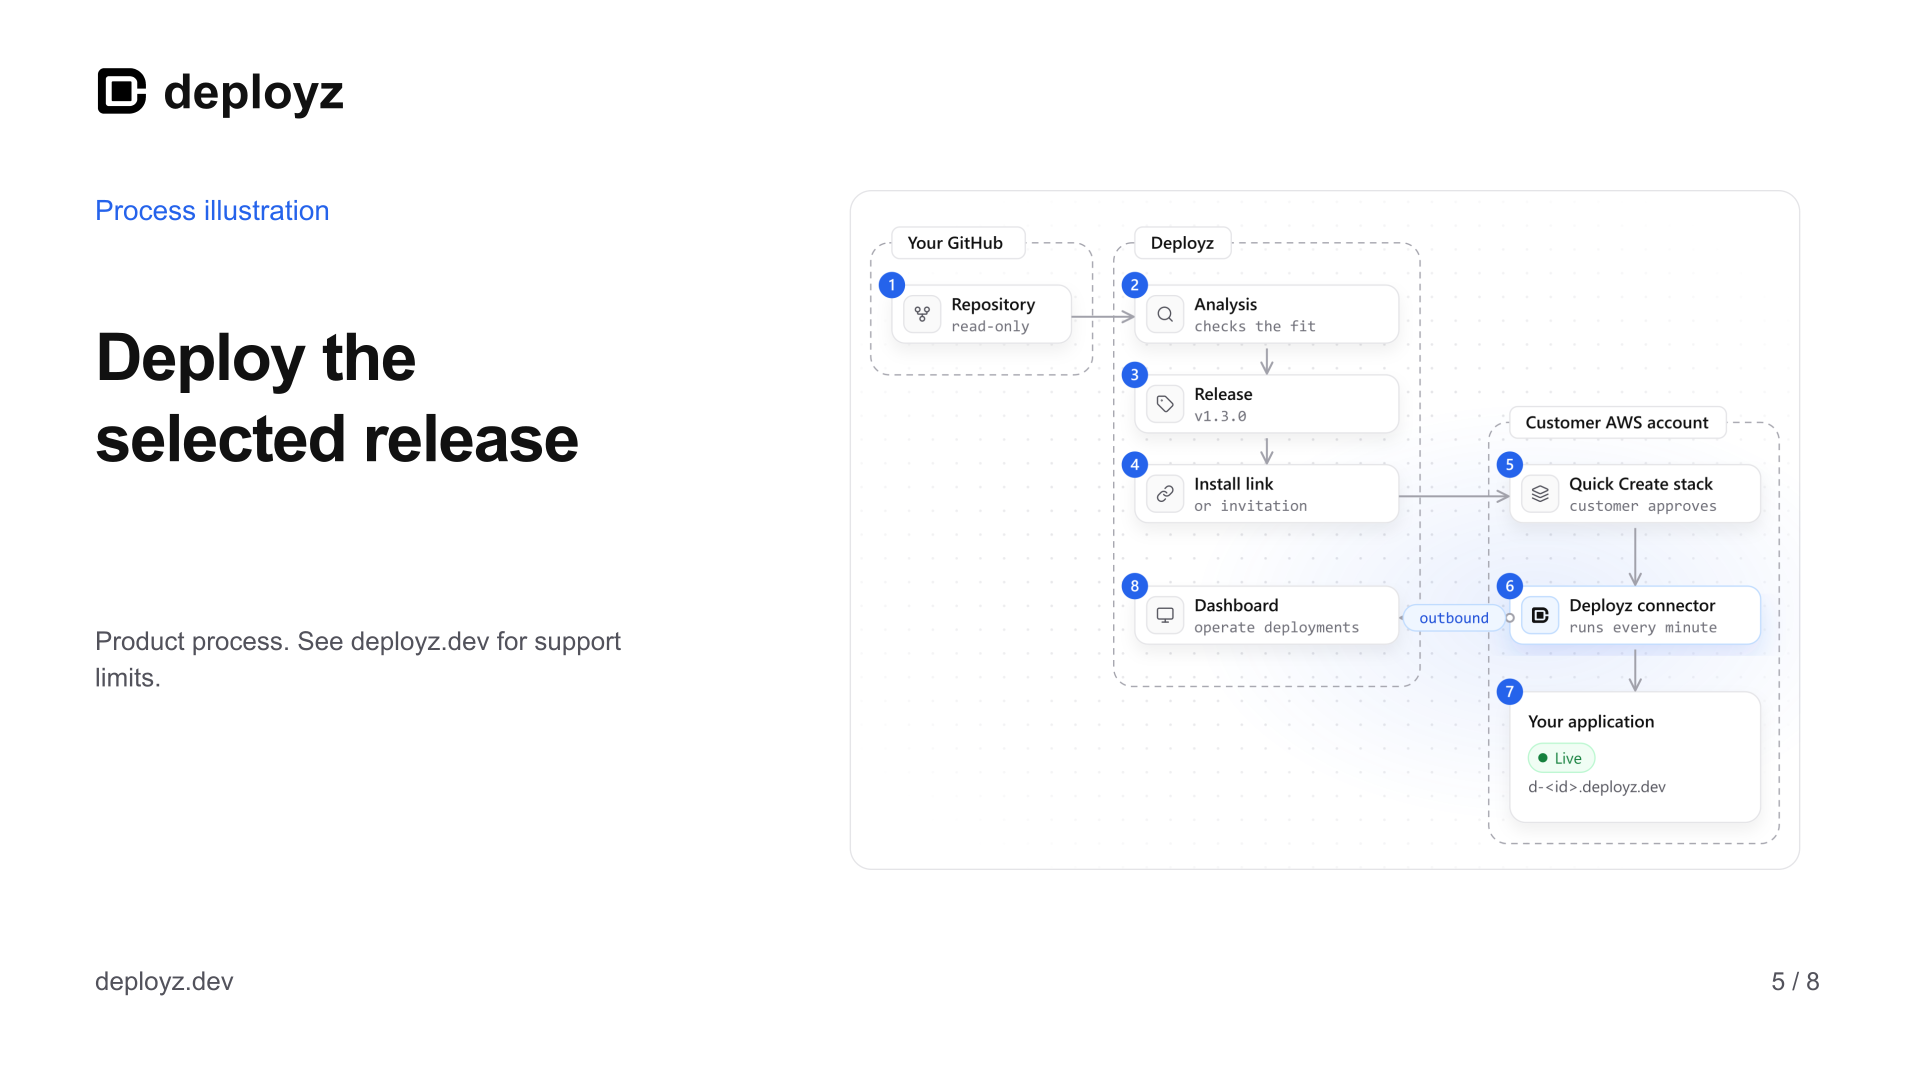 deployz
Process illustration
Deploy the
selected release
Product process. See deployz.dev for support
limits.
Your GitHub
1
Repository
read-only
Deployz
2
Analysis
checks the fit
3
Release
v1.3.0
4
Install link
or invitation
Customer AWS account
5
Quick Create stack
customer approves
6
Deployz connector
runs every minute
outbound
7
Your application
Live
d-<id>.deployz.dev
8
Dashboard
operate deployments
deployz.dev
5 / 8